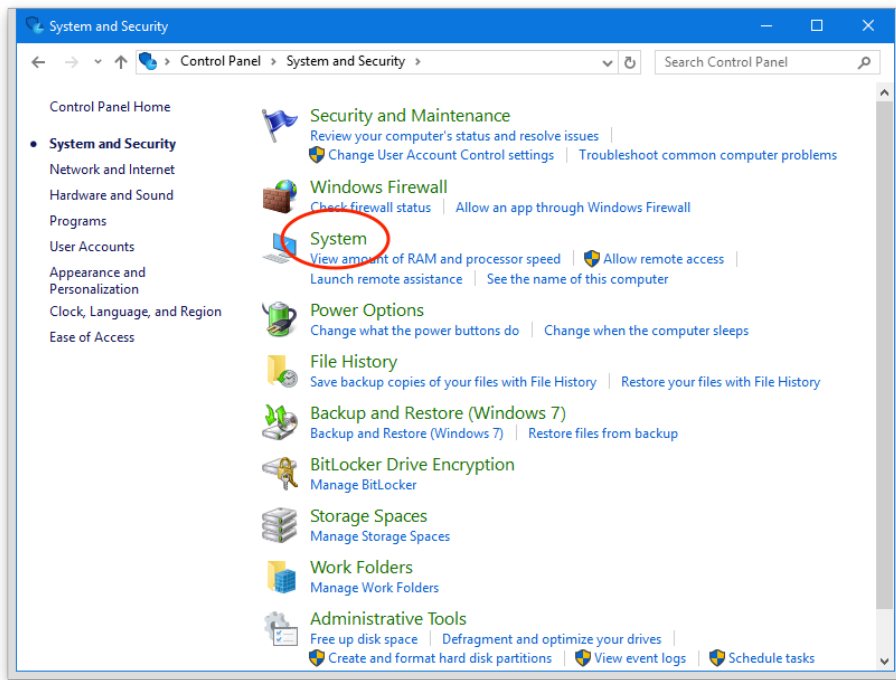 System and Security
Control Panel > System and Security >
Search Control Panel
Control Panel Home
System and Security
Network and Internet
Hardware and Sound
Programs
User Accounts
Appearance and
Personalization
Clock, Language, and Region
Ease of Access
Security and Maintenance
Review your computer's status and resolve issues
Change User Account Control settings
Troubleshoot common computer problems
Windows Firewall
Check firewall status
Allow an app through Windows Firewall
System
View amount of RAM and processor speed
Allow remote access
Launch remote assistance
See the name of this computer
Power Options
Change what the power buttons do
Change when the computer sleeps
File History
Save backup copies of your files with File History
Restore your files with File History
Backup and Restore (Windows 7)
Backup and Restore (Windows 7)
Restore files from backup
BitLocker Drive Encryption
Manage BitLocker
Storage Spaces
Manage Storage Spaces
Work Folders
Manage Work Folders
Administrative Tools
Free up disk space
Defragment and optimize your drives
Create and format hard disk partitions
View event logs
Schedule tasks